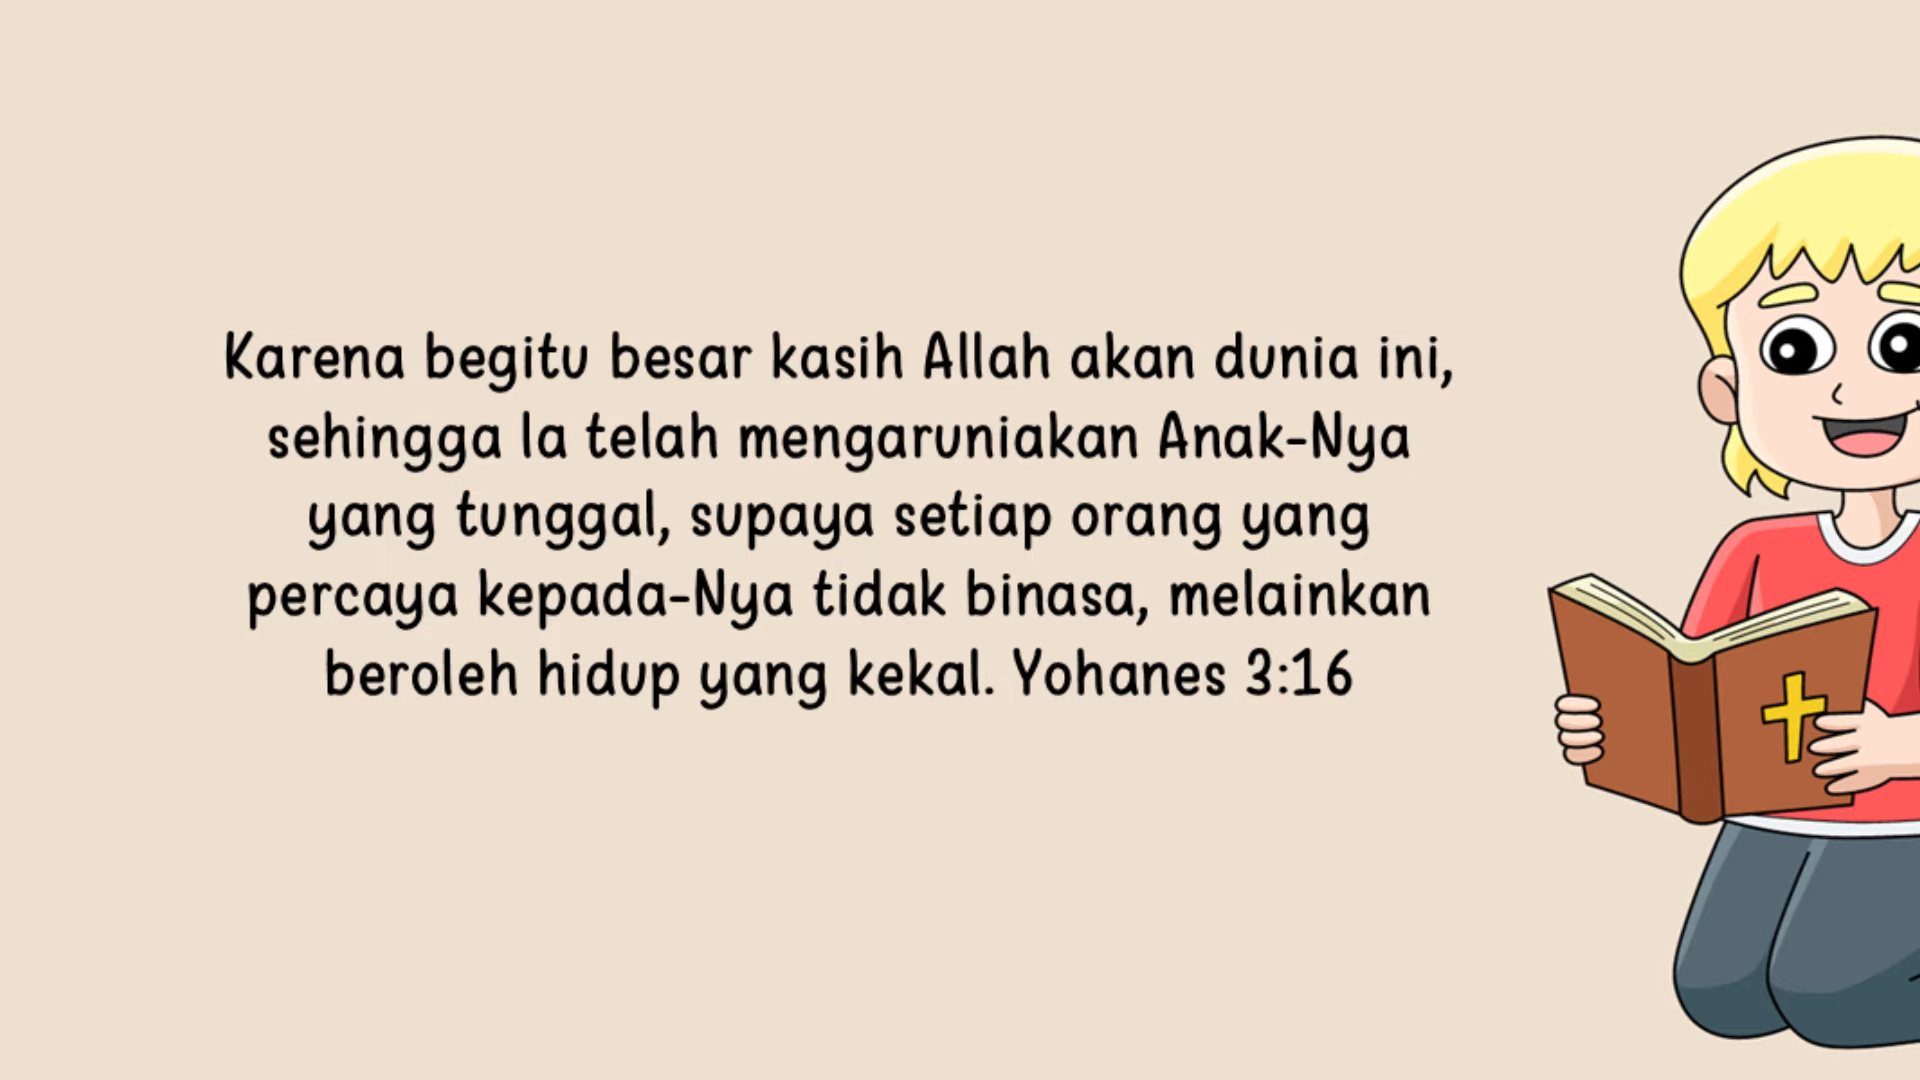 Karena begitu besar kasih Allah akan dunia ini,
sehingga Ia telah mengaruniakan Anak-Nya
yang tunggal, supaya setiap orang yang
percaya kepada-Nya tidak binasa, melainkan
beroleh hidup yang kekal. Yohanes 3:16